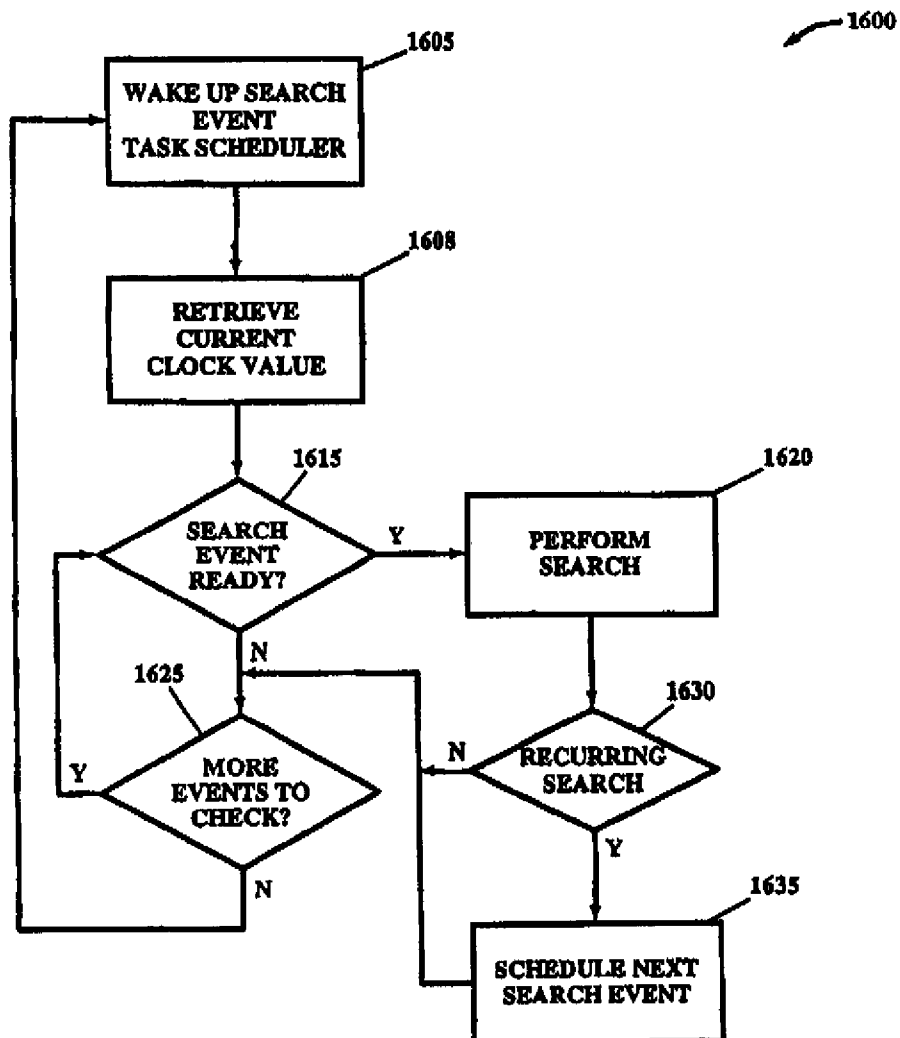 1600
1605
WAKE UP SEARCH
EVENT
TASK SCHEDULER
1608
RETRIEVE
CURRENT
CLOCK VALUE
1615
SEARCH
EVENT
READY?
Y
1620
PERFORM
SEARCH
N
1625
MORE
EVENTS TO
CHECK?
Y
N
1630
RECURRING
SEARCH
N
Y
1635
SCHEDULE NEXT
SEARCH EVENT